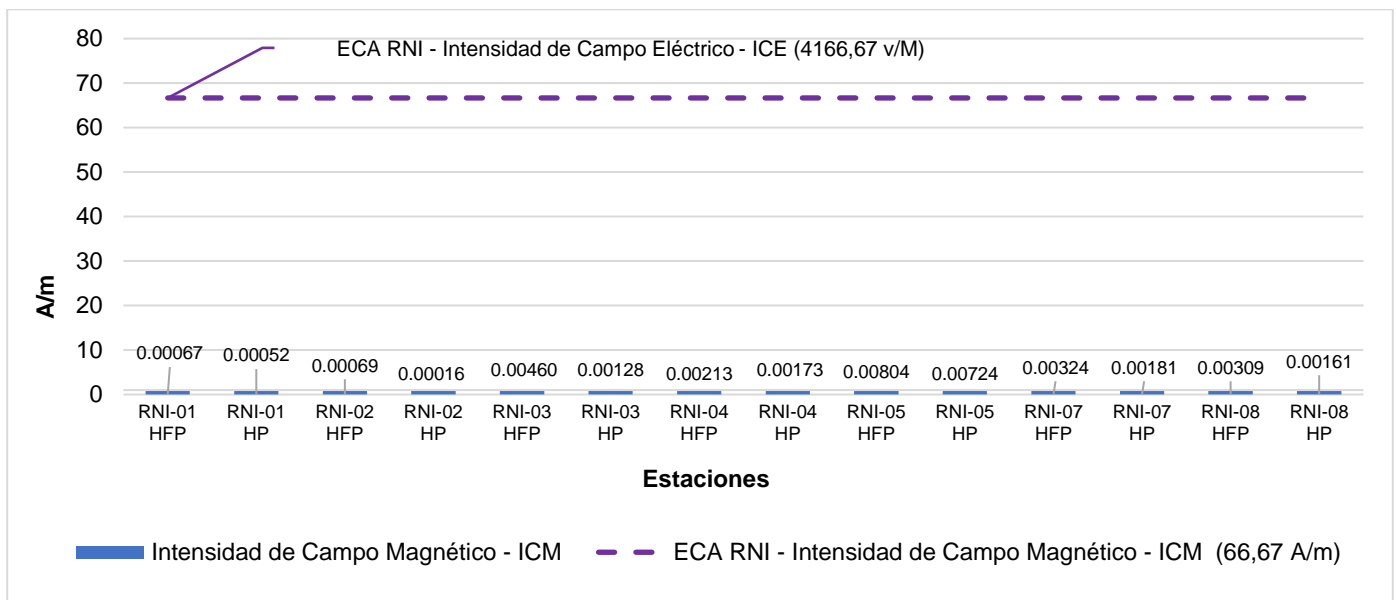 80
ECA RNI - Intensidad de Campo Eléctrico - ICE (4166,67 v/M)
70
60
50
40
30
20
10
0
A/m
0.00067
0.00052
0.00069
0.00016
0.00460
0.00128
0.00213
0.00173
0.00804
0.00724
0.00324
0.00181
0.00309
0.00161
RNI-01 HFP
RNI-01 HP
RNI-02 HFP
RNI-02 HP
RNI-03 HFP
RNI-03 HP
RNI-04 HFP
RNI-04 HP
RNI-05 HFP
RNI-05 HP
RNI-07 HFP
RNI-07 HP
RNI-08 HFP
RNI-08 HP
Estaciones
Intensidad de Campo Magnético - ICM
ECA RNI - Intensidad de Campo Magnético - ICM (66,67 A/m)